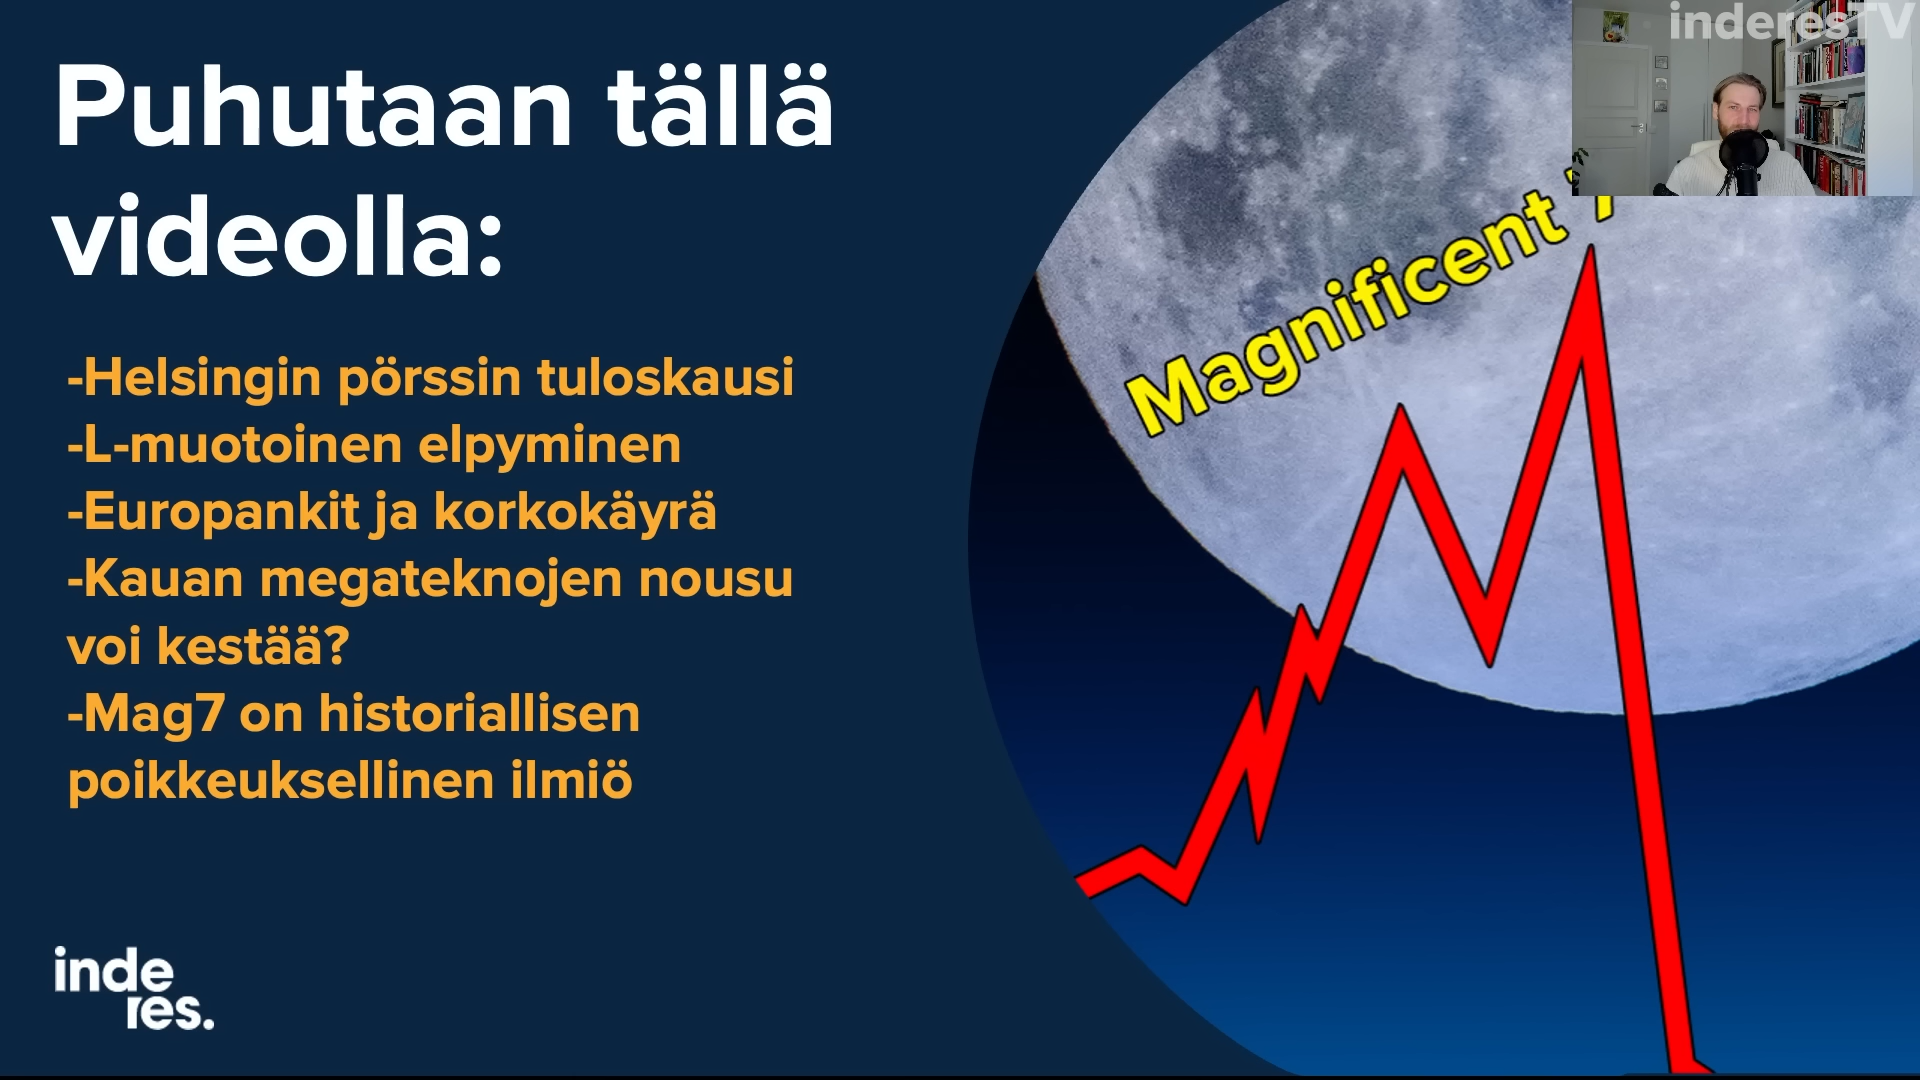 inderesTV
Puhutaan tällä
videolla:
-Helsingin pörssin tuloskausi
-L-muotoinen elpyminen
-Europankit ja korkokäyrä
-Kauan megateknojen nousu
voi kestää?
-Mag7 on historiallisen
poikkeuksellinen ilmiö
Magnificent 7
inde
res.